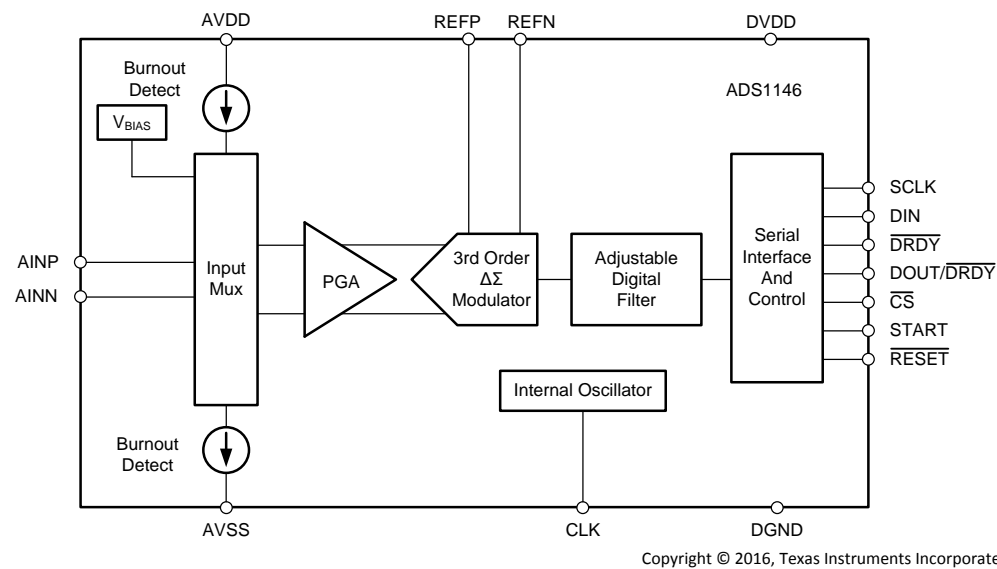 AVDD
REFP
REFN
DVDD
Burnout
Detect
ADS1146
VBIAS
SCLK
DIN
DRDY
DOUT/DRDY
CS
START
RESET
AINP
AINN
Input
Mux
PGA
3rd Order
ΔΣ
Modulator
Adjustable
Digital
Filter
Serial
Interface
And
Control
Internal Oscillator
Burnout
Detect
AVSS
CLK
DGND
Copyright © 2016, Texas Instruments Incorporate